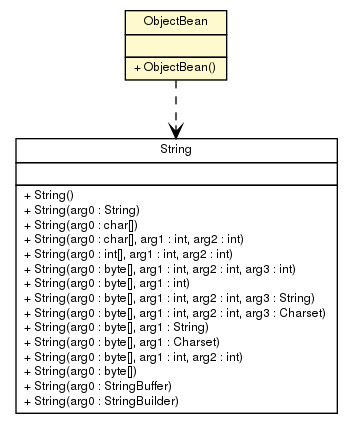 ObjectBean
+ ObjectBean()
String
+ String()
+ String(arg0 : String)
+ String(arg0 : char[])
+ String(arg0 : char[], arg1 : int, arg2 : int)
+ String(arg0 : int[], arg1 : int, arg2 : int)
+ String(arg0 : byte[], arg1 : int, arg2 : int, arg3 : int)
+ String(arg0 : byte[], arg1 : int)
+ String(arg0 : byte[], arg1 : int, arg2 : int, arg3 : String)
+ String(arg0 : byte[], arg1 : int, arg2 : int, arg3 : Charset)
+ String(arg0 : byte[], arg1 : String)
+ String(arg0 : byte[], arg1 : Charset)
+ String(arg0 : byte[], arg1 : int, arg2 : int)
+ String(arg0 : byte[])
+ String(arg0 : StringBuffer)
+ String(arg0 : StringBuilder)